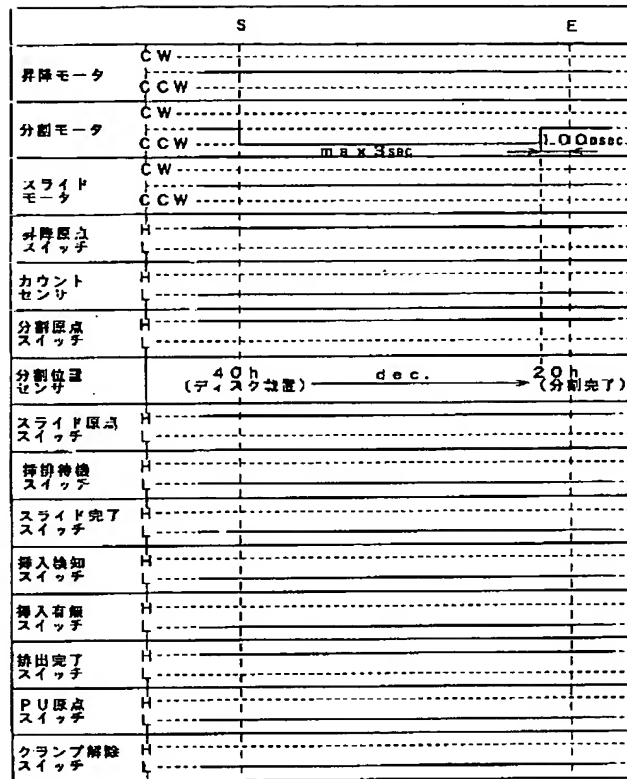 S E
昇降モータ
CW
CCW
分割モータ
CW
CCW
max 3sec
100msec.
スライド
モータ
CW
CCW
昇降原点
スイッチ
H
L
カウント
センサ
H
L
分割原点
スイッチ
H
L
分割位置
センサ
40h dec. 20h
(ディスク載置) (分割完了)
スライド原点
スイッチ
H
L
挿排待機
スイッチ
H
L
スライド完了
スイッチ
H
L
挿入検知
スイッチ
H
L
挿入有無
スイッチ
H
L
排出完了
スイッチ
H
L
PU原点
スイッチ
H
L
クランプ解除
スイッチ
H
L